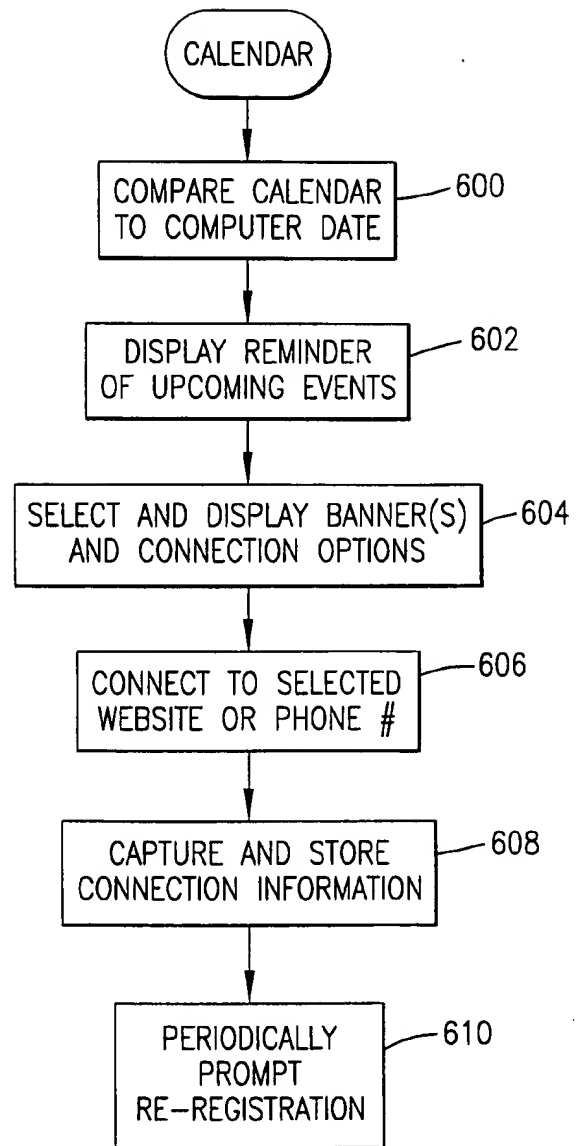 CALENDAR
COMPARE CALENDAR
TO COMPUTER DATE
600
DISPLAY REMINDER
OF UPCOMING EVENTS
602
SELECT AND DISPLAY BANNER(S)
AND CONNECTION OPTIONS
604
CONNECT TO SELECTED
WEBSITE OR PHONE #
606
CAPTURE AND STORE
CONNECTION INFORMATION
608
PERIODICALLY
PROMPT
RE-REGISTRATION
610